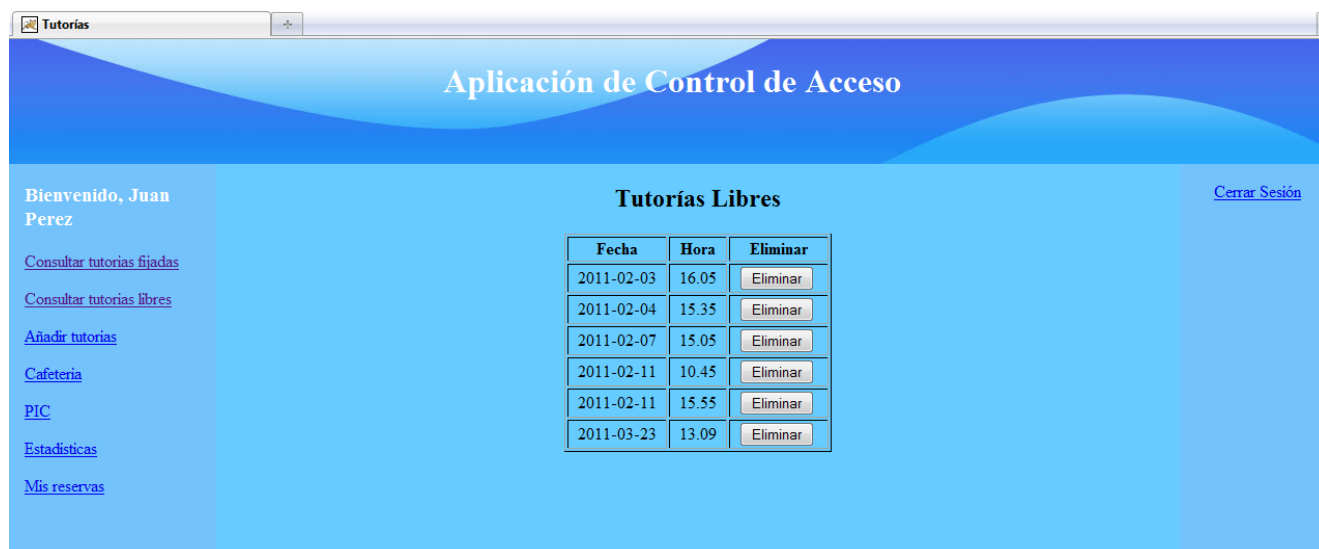 Tutorías
Aplicación de Control de Acceso
Bienvenido, Juan
Perez
Consultar tutorias fijadas
Consultar tutorias libres
Añadir tutorias
Cafeteria
PIC
Estadisticas
Mis reservas
Tutorías Libres
Fecha Hora Eliminar
2011-02-03 16.05 Eliminar
2011-02-04 15.35 Eliminar
2011-02-07 15.05 Eliminar
2011-02-11 10.45 Eliminar
2011-02-11 15.55 Eliminar
2011-03-23 13.09 Eliminar
Cerrar Sesión